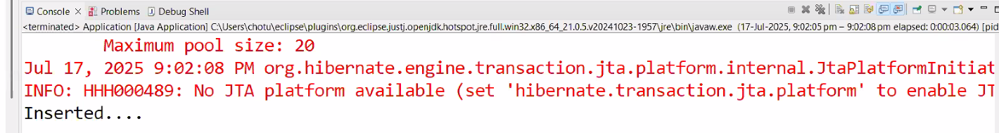 Console × Problems Debug Shell
<terminated> Application [Java Application] C:\Users\chotu\eclipse\plugins\org.eclipse.justj.openjdk.hotspot.jre.full.win32.x86_64_21.0.5.v20241023-1957\jre\bin\javaw.exe (17-Jul-2025, 9:02:05 pm – 9:02:08 pm elapsed: 0:00:03.064) [pid
Maximum pool size: 20
Jul 17, 2025 9:02:08 PM org.hibernate.engine.transaction.jta.platform.internal.JtaPlatformInitiat
INFO: HHH000489: No JTA platform available (set 'hibernate.transaction.jta.platform' to enable JT
Inserted....